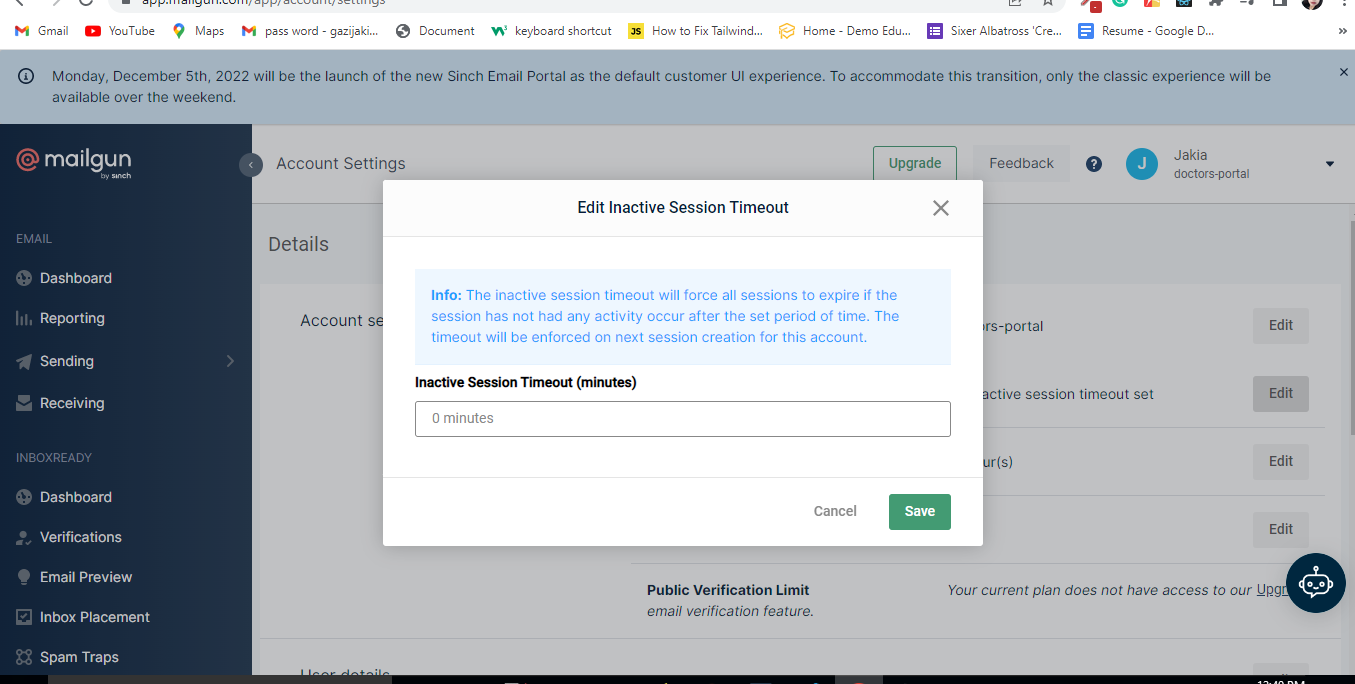 app.mailgun.com/app/account/settings
Gmail
YouTube
Maps
pass word - gazijaki...
Document
keyboard shortcut
JS
How to Fix Tailwind...
Home - Demo Edu...
Sixer Albatross 'Cre...
Resume - Google D...
»
Monday, December 5th, 2022 will be the launch of the new Sinch Email Portal as the default customer UI experience. To accommodate this transition, only the classic experience will be
available over the weekend.
mailgun
by sinch
Account Settings
Upgrade
Feedback
?
J
Jakia
doctors-portal
EMAIL
Dashboard
Reporting
Sending
Receiving
INBOXREADY
Dashboard
Verifications
Email Preview
Inbox Placement
Spam Traps
Details
Account se
Edit Inactive Session Timeout
Info: The inactive session timeout will force all sessions to expire if the
session has not had any activity occur after the set period of time. The
timeout will be enforced on next session creation for this account.
Inactive Session Timeout (minutes)
0 minutes
Cancel
Save
ors-portal
Edit
active session timeout set
Edit
ur(s)
Edit
Edit
Public Verification Limit
email verification feature.
Your current plan does not have access to our Upgr
User details
12:40 PM